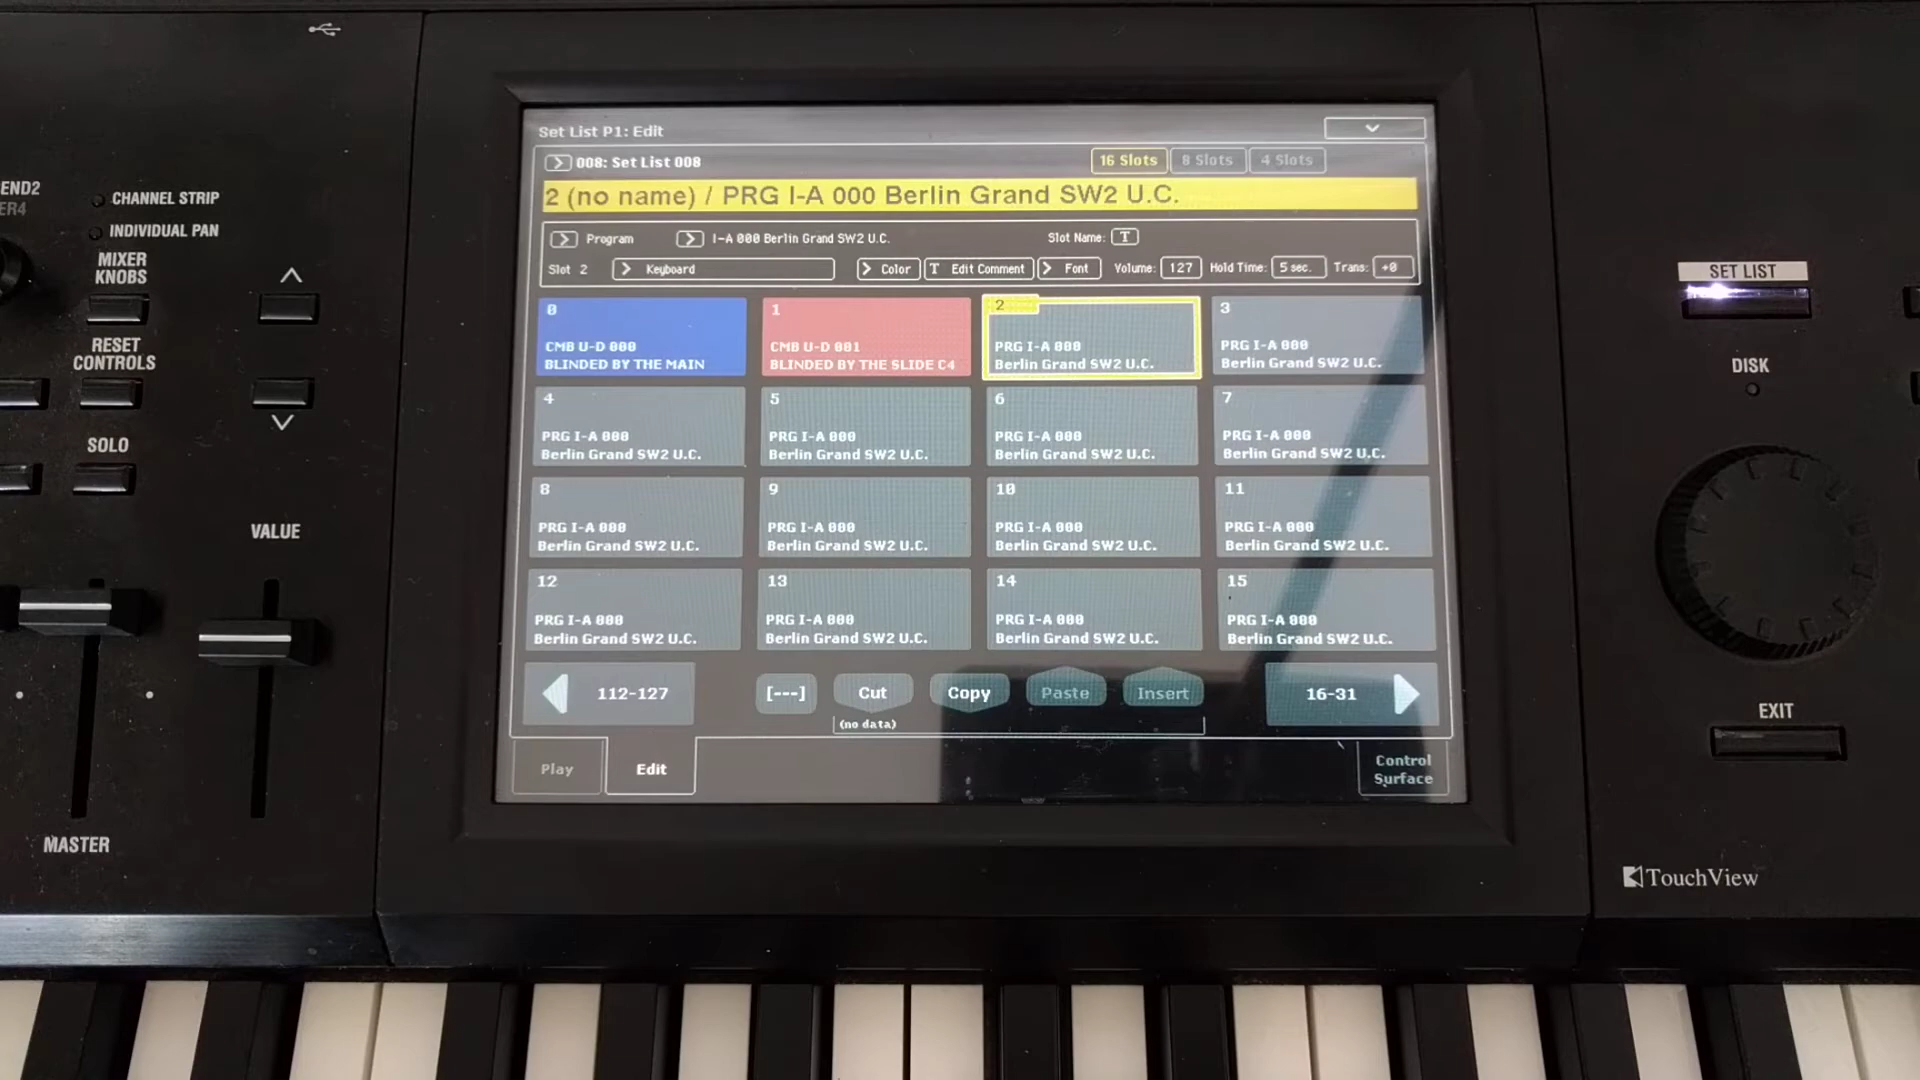 END2
ER4
CHANNEL STRIP
INDIVIDUAL PAN
MIXER
KNOBS
RESET
CONTROLS
SOLO
VALUE
MASTER
Set List P1: Edit
008: Set List 008
16 Slots
8 Slots
4 Slots
2 (no name) / PRG I-A 000 Berlin Grand SW2 U.C.
Program
I-A 000 Berlin Grand SW2 U.C.
Slot Name:
T
Slot 2
Keyboard
Color
T Edit Comment
Font
Volume: 127
Hold Time: 5 sec.
Trans: +0
0
CMB U-D 000
BLINDED BY THE MAIN
1
CMB U-D 001
BLINDED BY THE SLIDE C4
2
PRG I-A 000
Berlin Grand SW2 U.C.
3
PRG I-A 000
Berlin Grand SW2 U.C.
4
PRG I-A 000
Berlin Grand SW2 U.C.
5
PRG I-A 000
Berlin Grand SW2 U.C.
6
PRG I-A 000
Berlin Grand SW2 U.C.
7
PRG I-A 000
Berlin Grand SW2 U.C.
8
PRG I-A 000
Berlin Grand SW2 U.C.
9
PRG I-A 000
Berlin Grand SW2 U.C.
10
PRG I-A 000
Berlin Grand SW2 U.C.
11
PRG I-A 000
Berlin Grand SW2 U.C.
12
PRG I-A 000
Berlin Grand SW2 U.C.
13
PRG I-A 000
Berlin Grand SW2 U.C.
14
PRG I-A 000
Berlin Grand SW2 U.C.
15
PRG I-A 000
Berlin Grand SW2 U.C.
112-127
[---]
Cut
Copy
Paste
Insert
(no data)
16-31
Play
Edit
Control
Surface
SET LIST
DISK
EXIT
TouchView